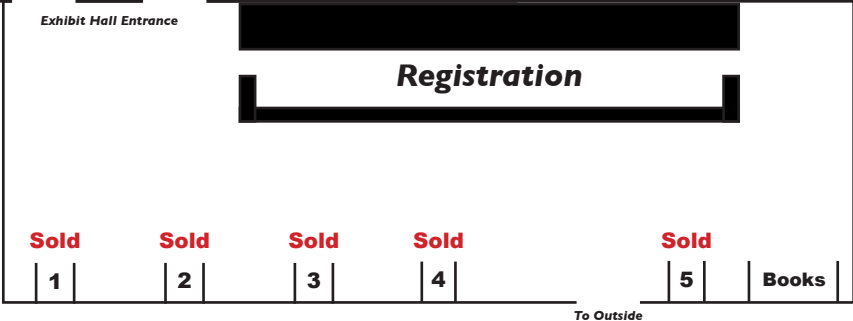 Exhibit Hall Entrance
Registration
Sold Sold Sold Sold Sold
1 2 3 4 5 Books
To Outside